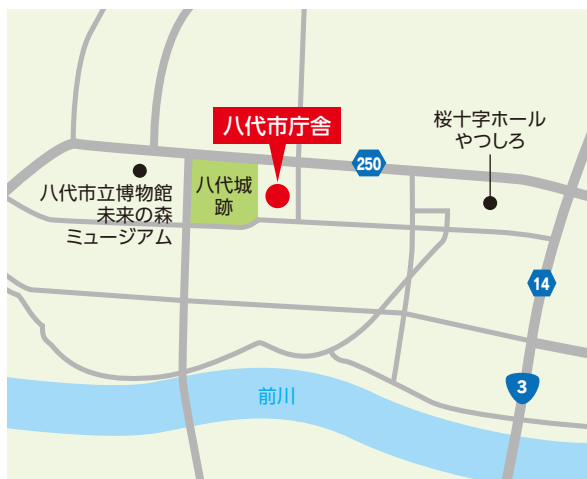 八代市庁舎
桜十字ホール
やつしろ
250
八代城
跡
八代市立博物館
未来の森
ミュージアム
14
3
前川